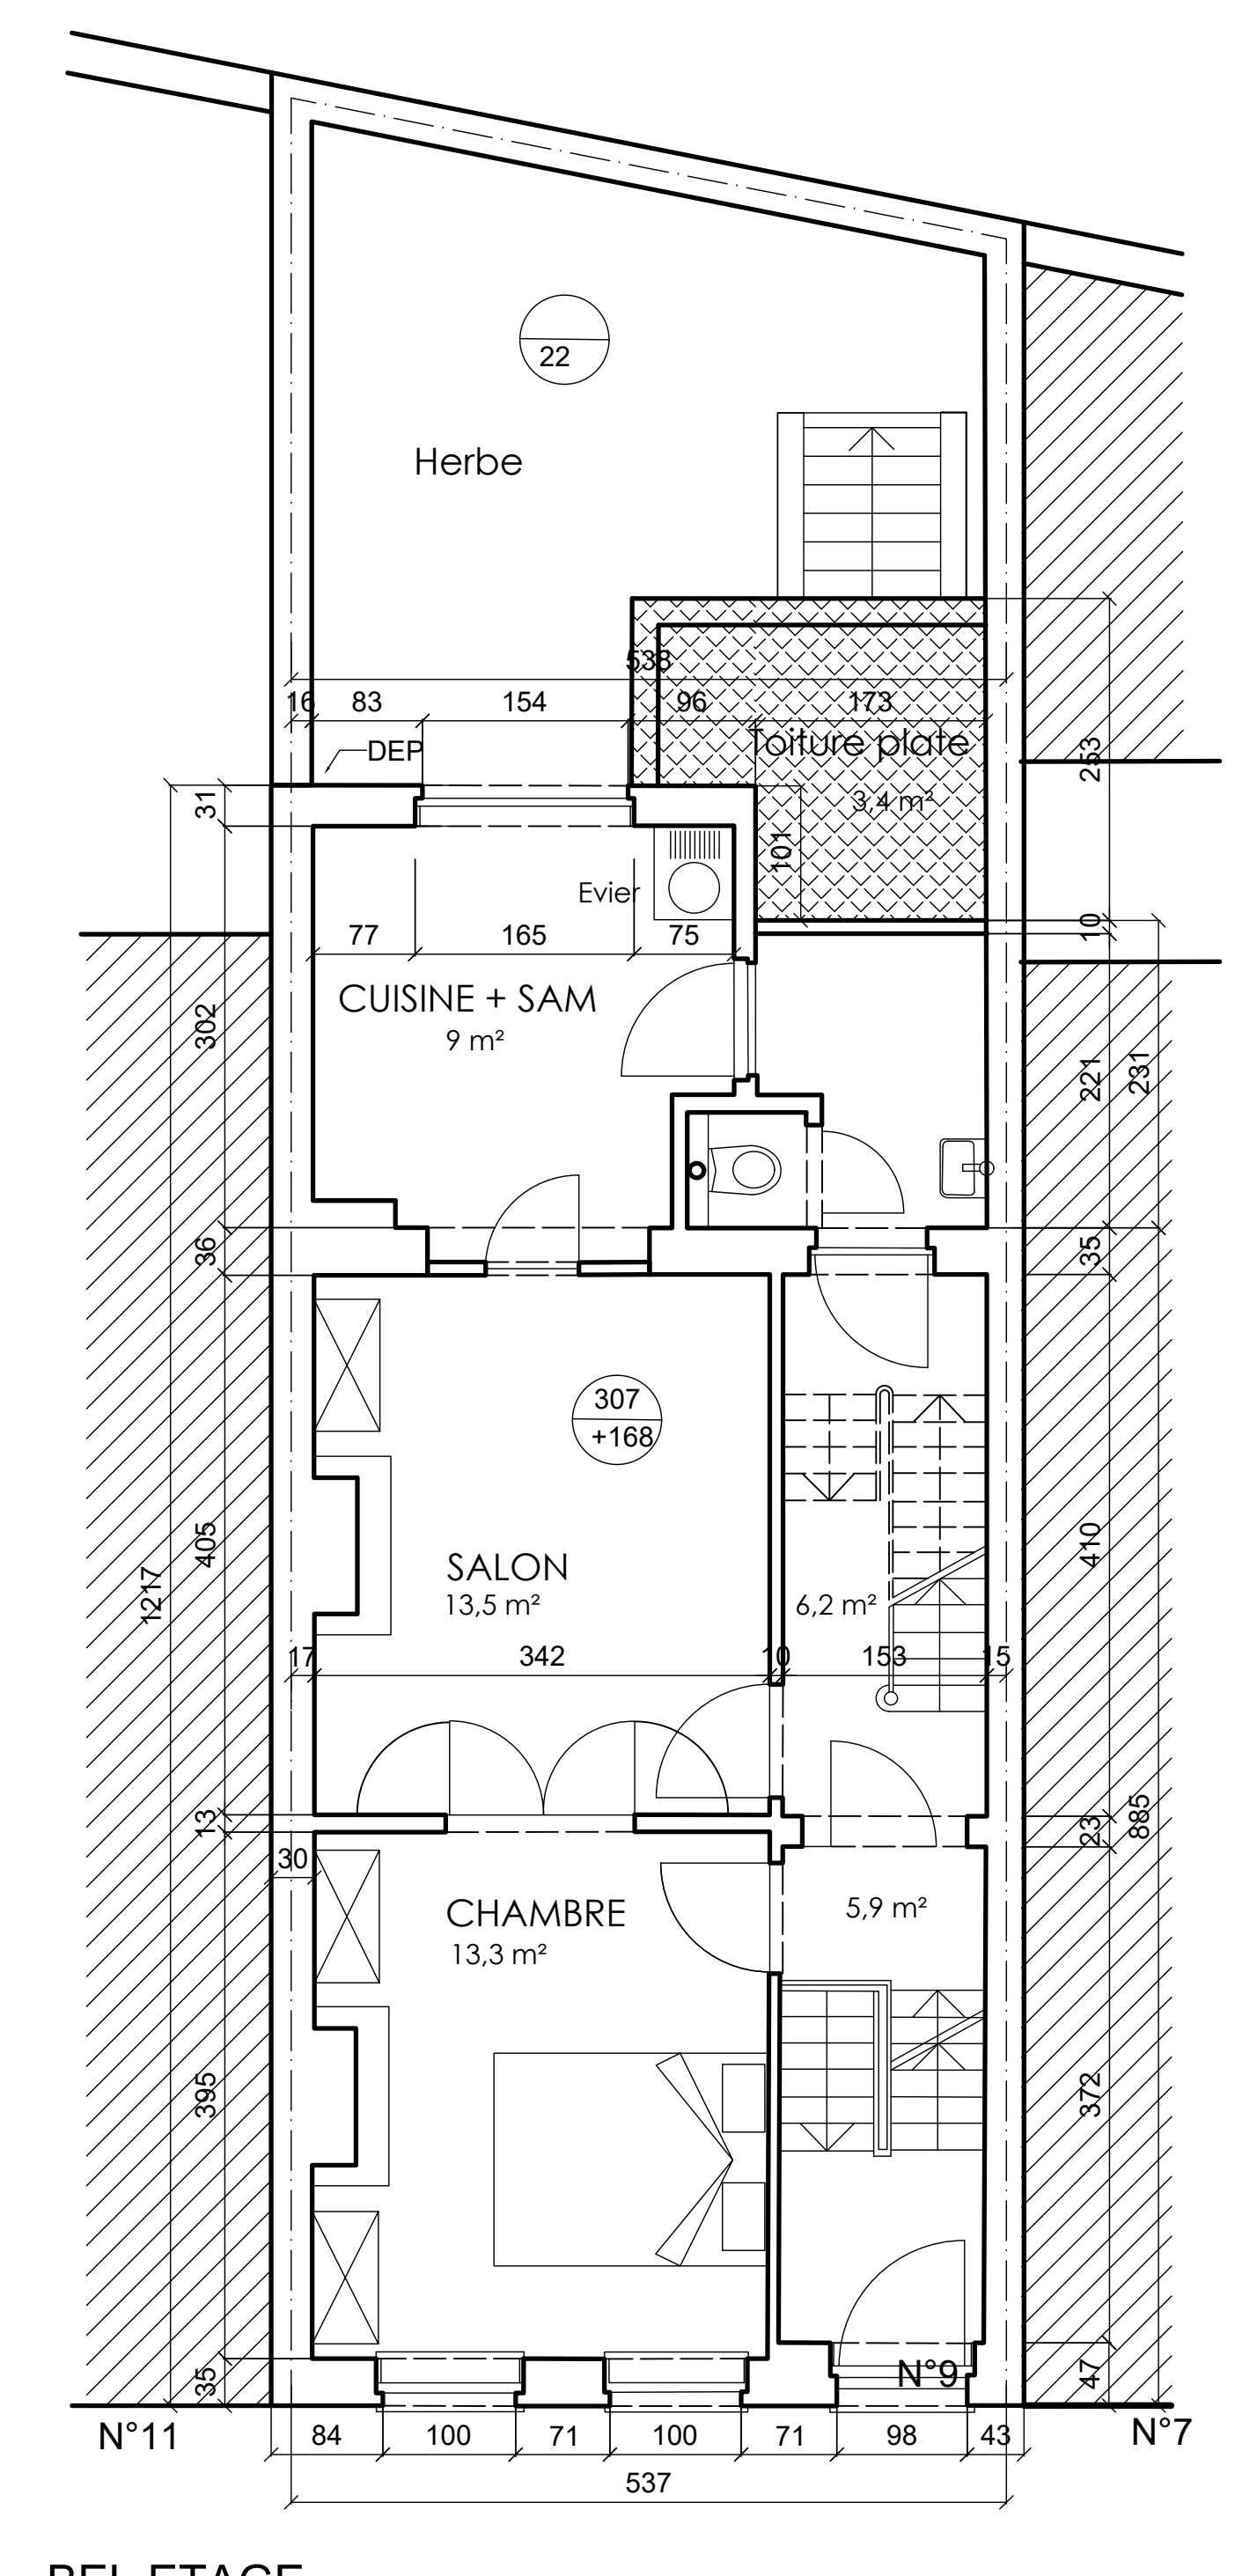 22
Herbe
538
16 83 154 96 173
DEP
Toiture plate
3,4 m²
253
31
101
Evier
10
77 165 75
CUISINE + SAM
9 m²
302
221
231
36
35
307
+168
SALON
13,5 m²
6,2 m²
405
410
1217
17 342 10 153 15
13
23
885
30
CHAMBRE
13,3 m²
5,9 m²
395
372
35
47
N°9
N°11
N°7
84 100 71 100 71 98 43
537
BEL ETAGE